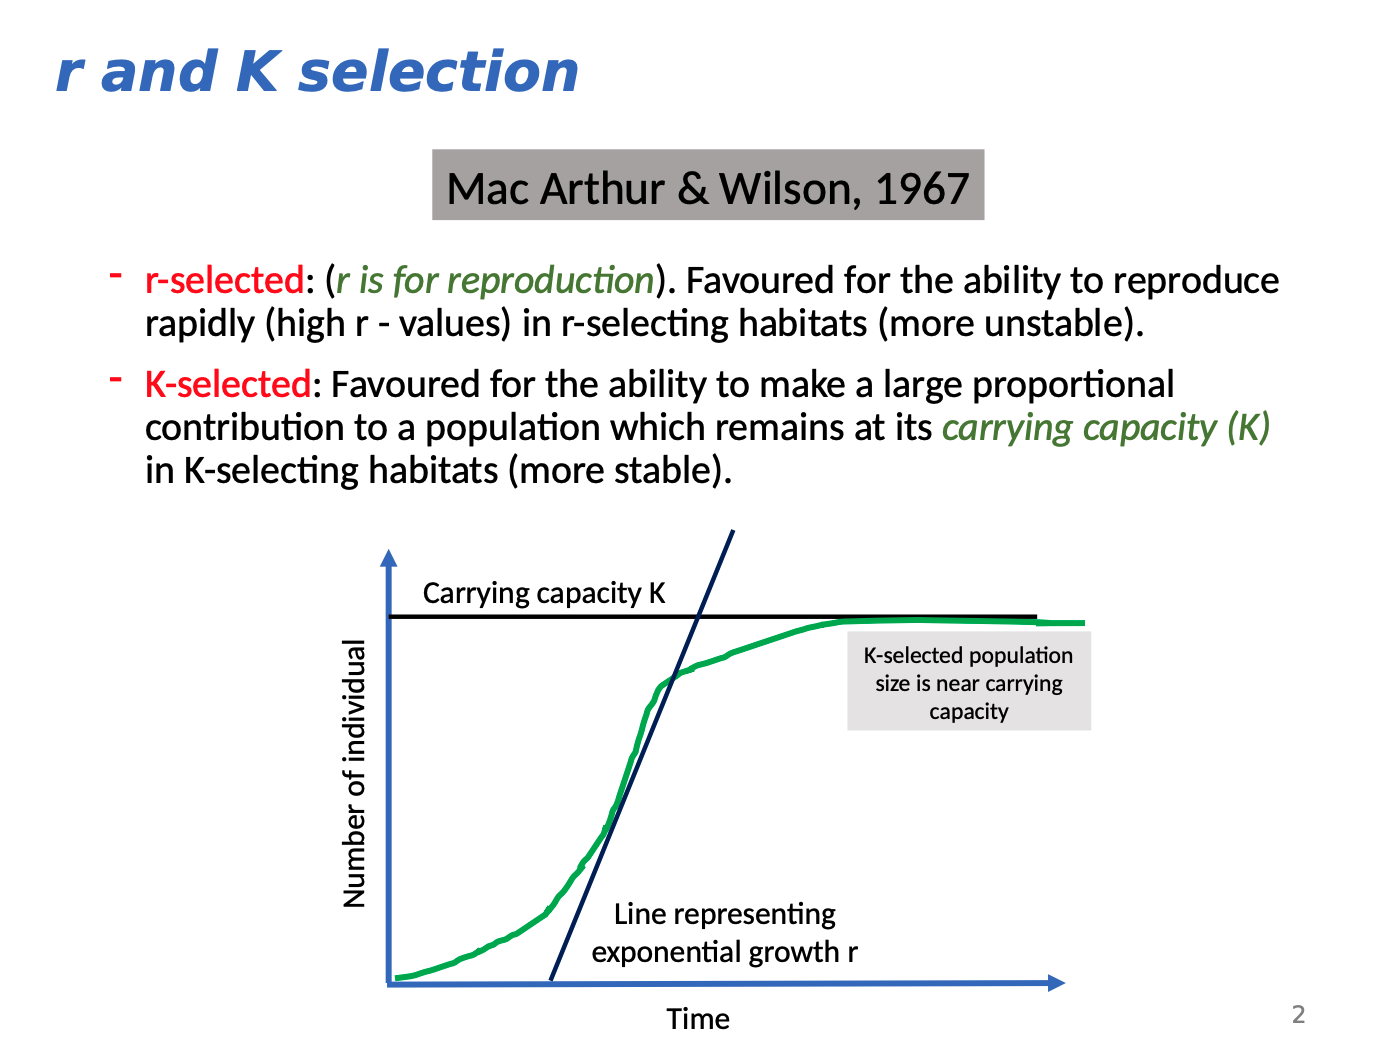 r and K selection
Mac Arthur & Wilson, 1967
- r-selected: (r is for reproduction). Favoured for the ability to reproduce
rapidly (high r - values) in r-selecting habitats (more unstable).
- K-selected: Favoured for the ability to make a large proportional
contribution to a population which remains at its carrying capacity (K)
in K-selecting habitats (more stable).
Carrying capacity K
K-selected population
size is near carrying
capacity
Number of individual
Line representing
exponential growth r
Time
2